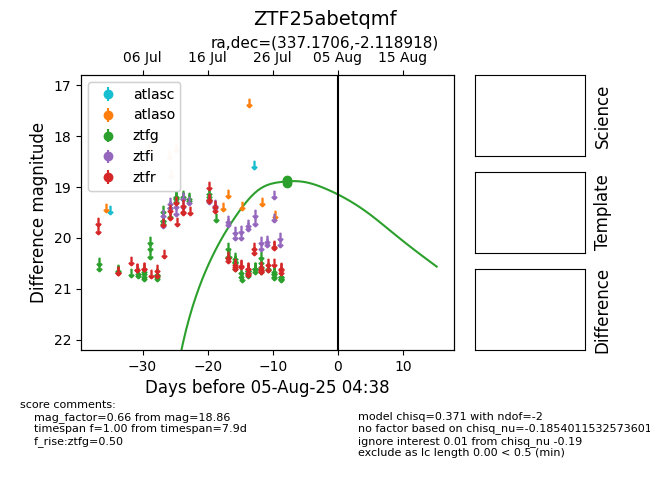 ZTF25abetqmf
ra,dec=(337.1706,-2.118918)
06 Jul 16 Jul 26 Jul 05 Aug 15 Aug
atlasc
atlaso
ztfg
ztfi
ztfr
17
18
19
20
21
22
Difference magnitude
−30 −20 −10 0 10
Days before 05-Aug-25 04:38
Science
Template
Difference
score comments:
mag_factor=0.66 from mag=18.86
timespan f=1.00 from timespan=7.9d
f_rise:ztfg=0.50
model chisq=0.371 with ndof=-2
no factor based on chisq_nu=-0.1854011532573601
ignore interest 0.01 from chisq_nu -0.19
exclude as lc length 0.00 < 0.5 (min)